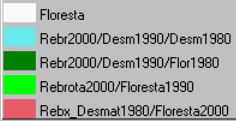 Floresta
Rebr2000/Desm1990/Desm1980
Rebr2000/Desm1990/Flor1980
Rebrota2000/Floresta1990
Rebx_Desmat1980/Floresta2000